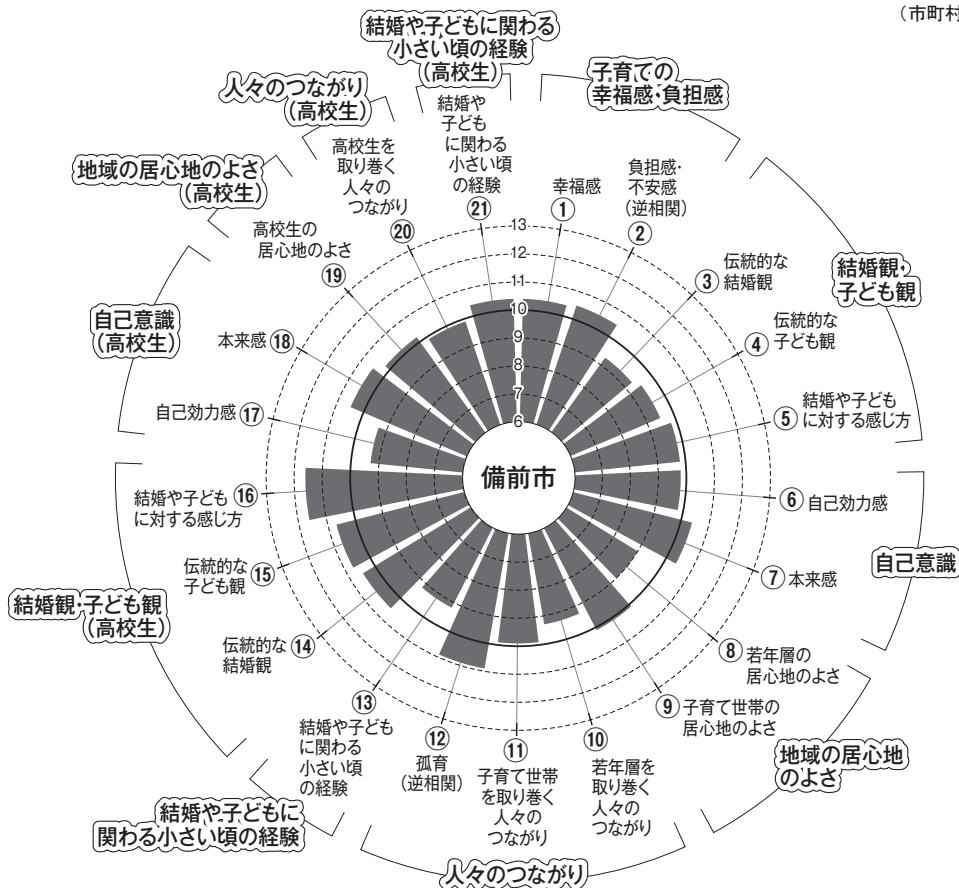 （市町村
結婚や子どもに関わる
小さい頃の経験
（高校生）
子育ての
幸福感・負担感
結婚観・
子ども観
自己意識
地域の居心地
のよさ
人々のつながり
結婚や子どもに
関わる小さい頃の経験
結婚観・子ども観
（高校生）
自己意識
（高校生）
地域の居心地のよさ
（高校生）
人々のつながり
（高校生）
①
幸福感
②
負担感・
不安感
（逆相関）
③
伝統的な
結婚観
④
伝統的な
子ども観
⑤
結婚や子ども
に対する感じ方
⑥
自己効力感
⑦
本来感
⑧
若年層の
居心地のよさ
⑨
子育て世帯の
居心地のよさ
⑩
若年層を
取り巻く
人々の
つながり
⑪
子育て世帯
を取り巻く
人々の
つながり
⑫
孤育
（逆相関）
⑬
結婚や子ども
に関わる
小さい頃
の経験
⑭
伝統的な
結婚観
⑮
伝統的な
子ども観
⑯
結婚や子ども
に対する感じ方
⑰
自己効力感
⑱
本来感
⑲
高校生の
居心地のよさ
⑳
高校生を
取り巻く
人々の
つながり
㉑
結婚や
子ども
に関わる
小さい頃
の経験
13
12
11
10
9
8
7
6
備前市